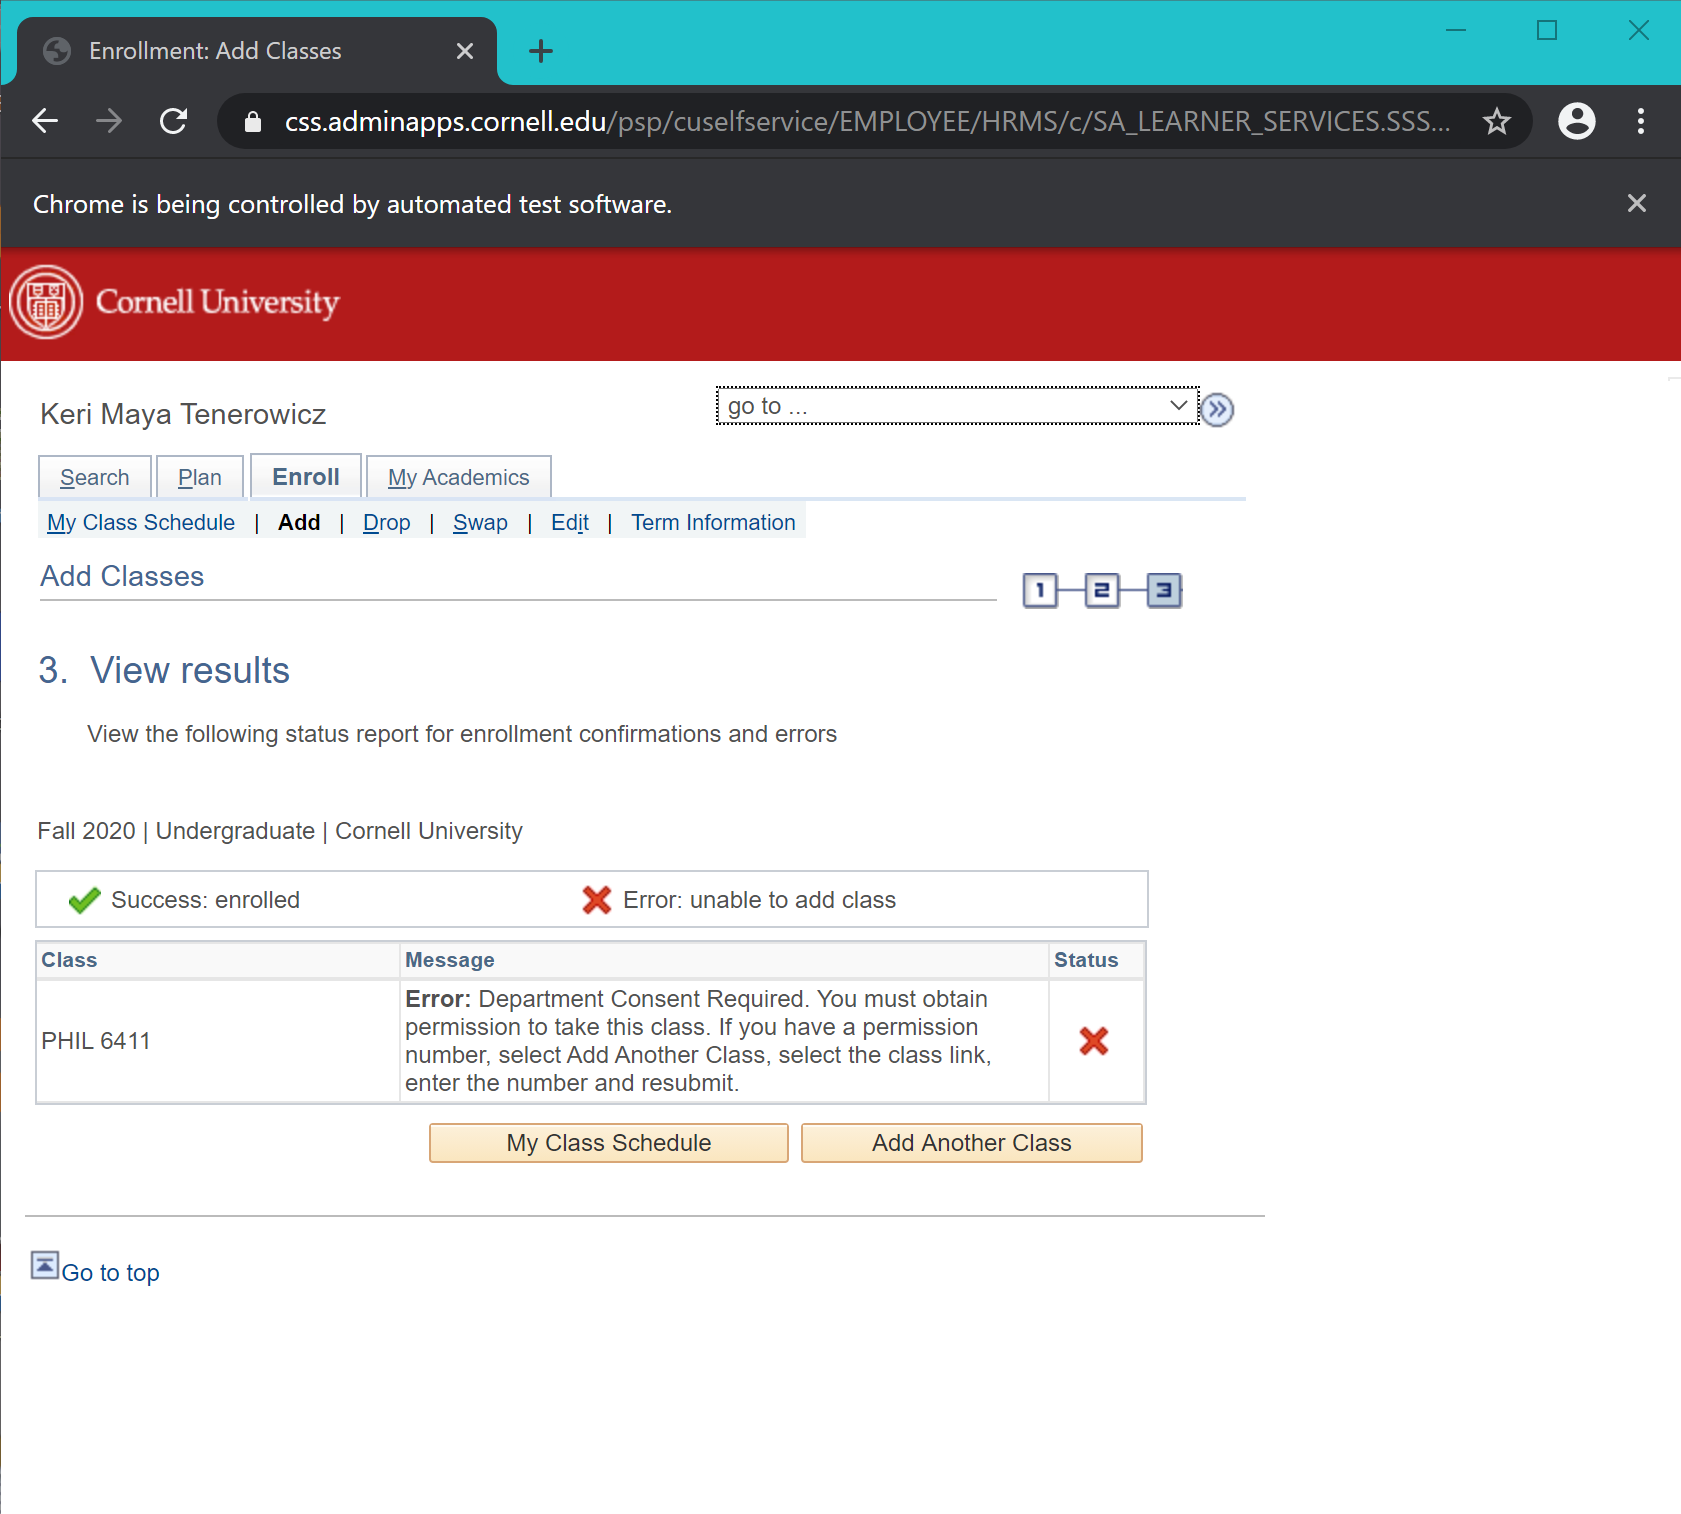 Enrollment: Add Classes
css.adminapps.cornell.edu/psp/cuselfservice/EMPLOYEE/HRMS/c/SA_LEARNER_SERVICES.SSS...
Chrome is being controlled by automated test software.
Cornell University
Keri Maya Tenerowicz
go to ...
Search Plan Enroll My Academics
My Class Schedule | Add | Drop | Swap | Edit | Term Information
Add Classes
1 2 3
3. View results
View the following status report for enrollment confirmations and errors
Fall 2020 | Undergraduate | Cornell University
Success: enrolled Error: unable to add class
Class Message Status
PHIL 6411
Error: Department Consent Required. You must obtain
permission to take this class. If you have a permission
number, select Add Another Class, select the class link,
enter the number and resubmit.
My Class Schedule Add Another Class
Go to top